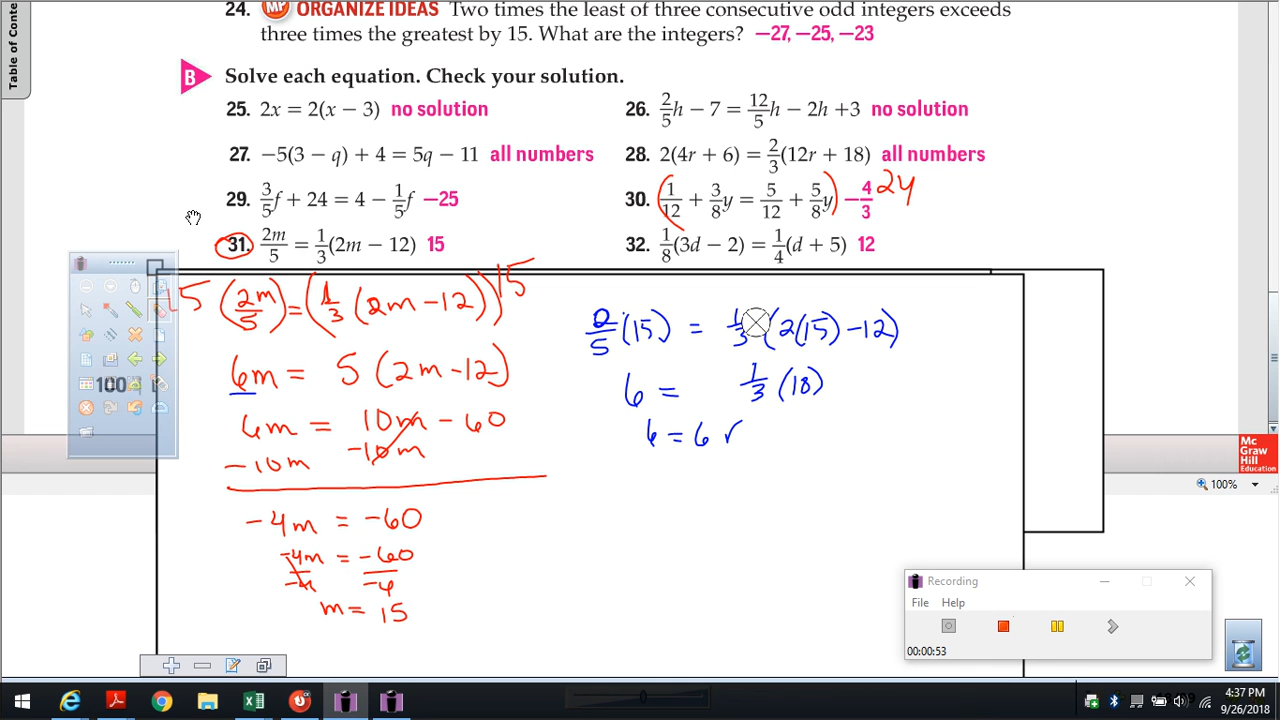 Table of Conte
24. MP ORGANIZE IDEAS Two times the least of three consecutive odd integers exceeds
three times the greatest by 15. What are the integers? −27, −25, −23
B Solve each equation. Check your solution.
25. 2x = 2(x − 3) no solution
26. 2/5h − 7 = 12/5h − 2h +3 no solution
27. −5(3 − q) + 4 = 5q − 11 all numbers
28. 2(4r + 6) = 2/3(12r + 18) all numbers
29. 3/5f + 24 = 4 − 1/5f −25
30. (1/12 + 3/8y = 5/12 + 5/8y) −4/3 24
31. 2m/5 = 1/3(2m − 12) 15
32. 1/8(3d − 2) = 1/4(d + 5) 12
15 (2m/5) = (1/3 (2m − 12)) 15
6m = 5 (2m − 12)
6m = 10m − 60
−10m −10m
−4m = −60
−4m/−4 = −60/−4
m = 15
2/5 (15) = 1/3 (2(15) − 12)
6 = 1/3 (18)
6 = 6 ✓
100
Mc
Graw
Hill
Education
100%
Recording
File Help
00:00:53
4:37 PM
9/26/2018